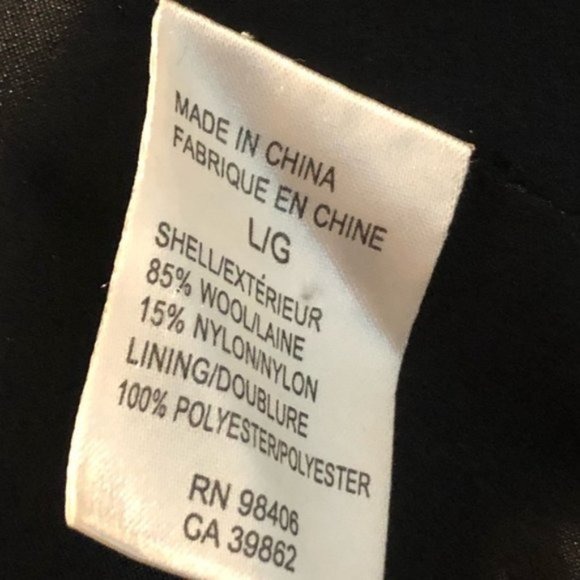 MADE IN CHINA
FABRIQUE EN CHINE
L/G
SHELL/EXTÉRIEUR
85% WOOL/LAINE
15% NYLON/NYLON
LINING/DOUBLURE
100% POLYESTER/POLYESTER
RN 98406
CA 39862